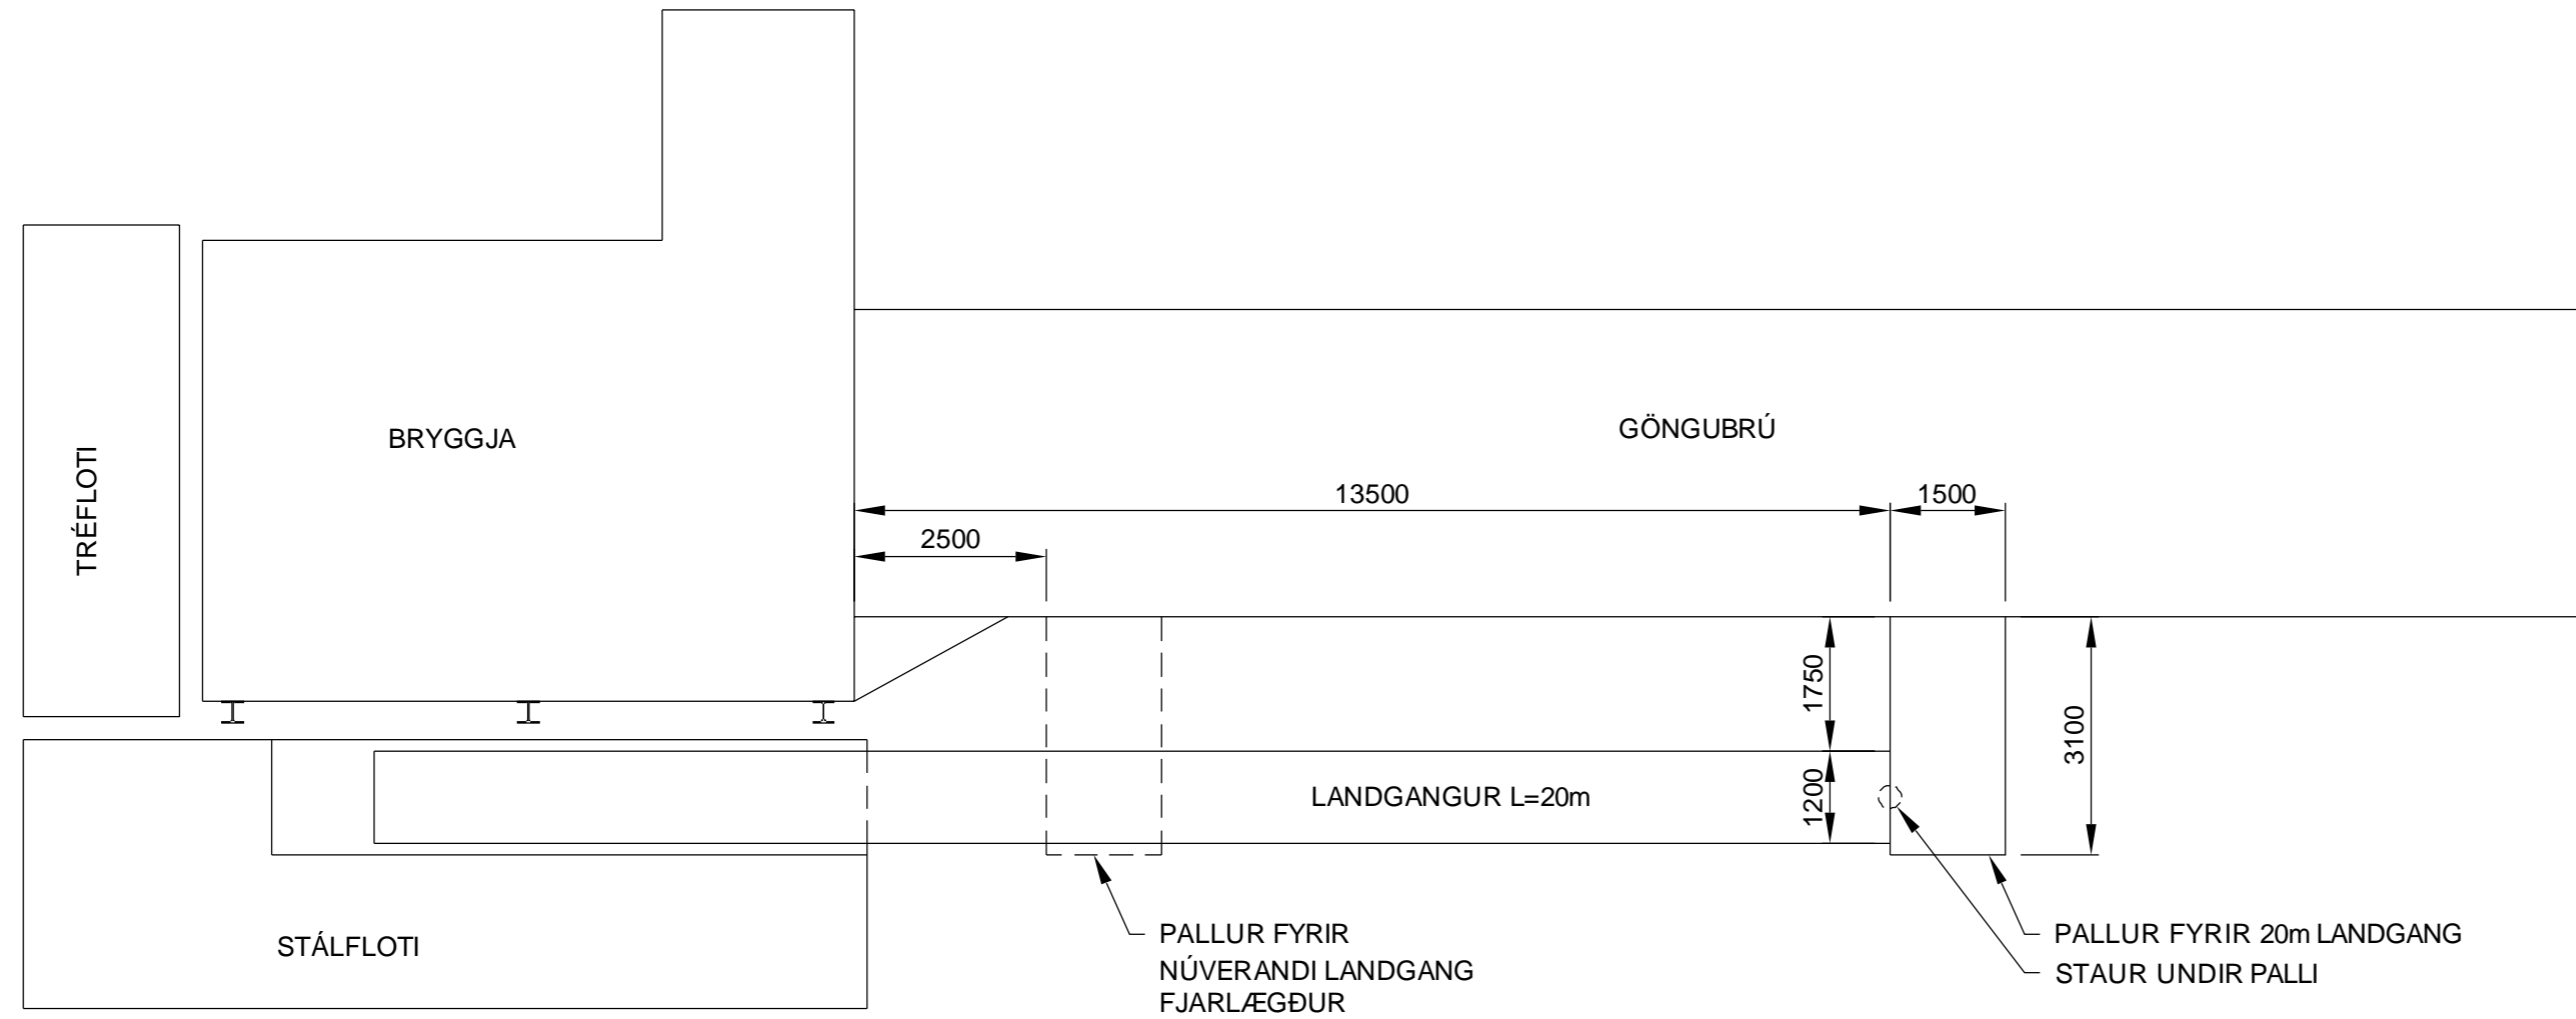 BRYGGJA
GÖNGUBRÚ
TRÉFLOTI
13500
1500
2500
1750
3100
1200
LANDGANGUR L=20m
STÁLFLOTI
PALLUR FYRIR
NÚVERANDI LANDGANG
FJARLÆGÐUR
PALLUR FYRIR 20m LANDGANG
STAUR UNDIR PALLI